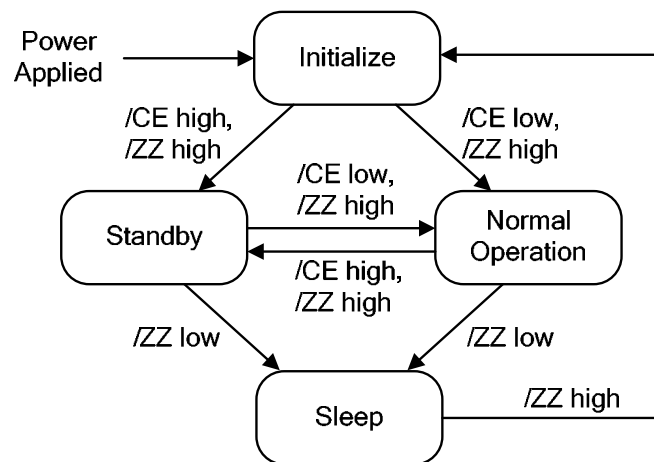 Power
Applied
Initialize
/CE high,
/ZZ high
/CE low,
/ZZ high
/CE low,
/ZZ high
Standby
Normal
Operation
/CE high,
/ZZ high
/ZZ low
/ZZ low
Sleep
/ZZ high